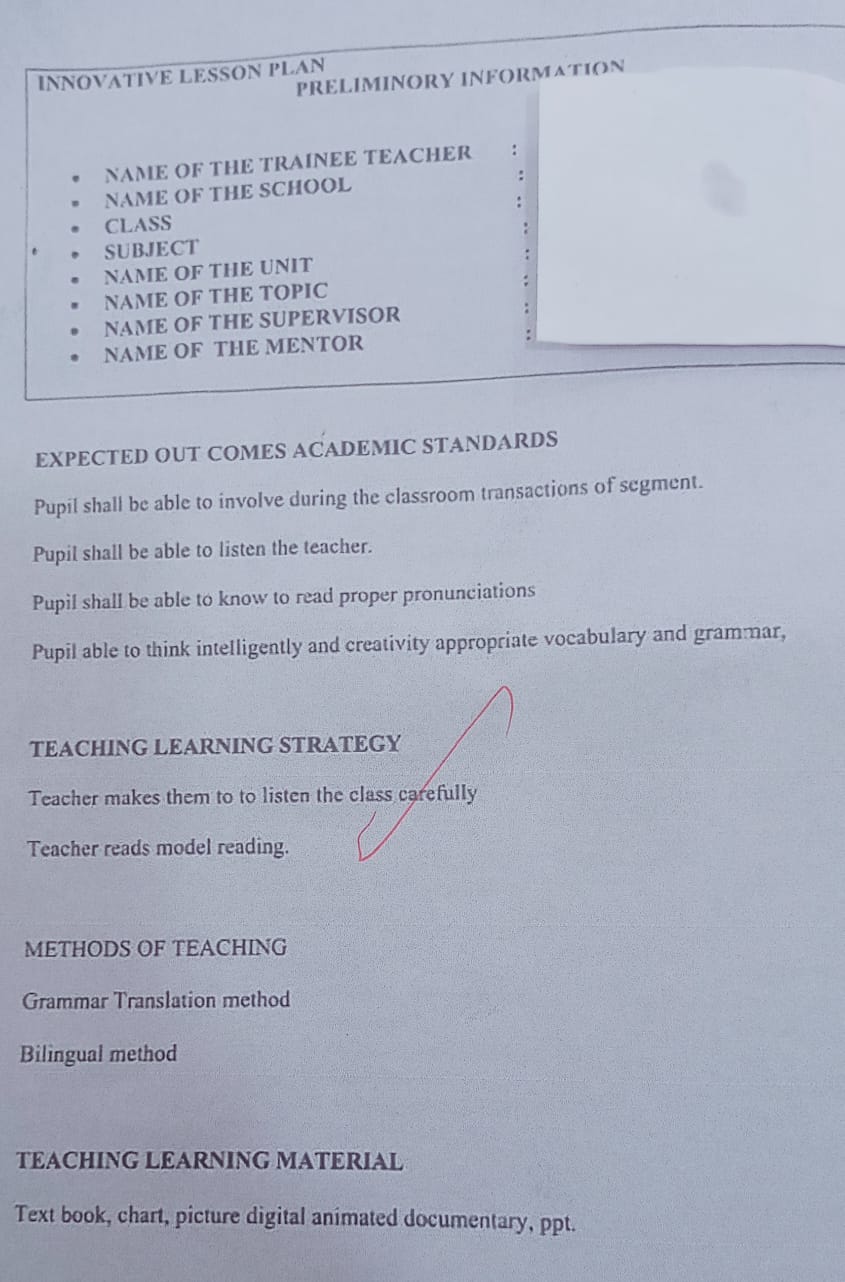 INNOVATIVE LESSON PLAN
PRELIMINORY INFORMATION
• NAME OF THE TRAINEE TEACHER :
• NAME OF THE SCHOOL :
• CLASS :
• SUBJECT :
• NAME OF THE UNIT :
• NAME OF THE TOPIC :
• NAME OF THE SUPERVISOR :
• NAME OF THE MENTOR :
EXPECTED OUT COMES ACADEMIC STANDARDS
Pupil shall be able to involve during the classroom transactions of segment.
Pupil shall be able to listen the teacher.
Pupil shall be able to know to read proper pronunciations
Pupil able to think intelligently and creativity appropriate vocabulary and grammar,
TEACHING LEARNING STRATEGY
Teacher makes them to to listen the class carefully
Teacher reads model reading.
METHODS OF TEACHING
Grammar Translation method
Bilingual method
TEACHING LEARNING MATERIAL
Text book, chart, picture digital animated documentary, ppt.